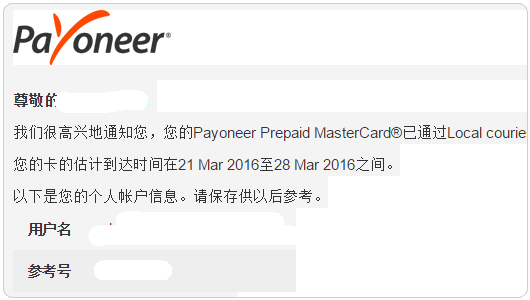 Payoneer®
尊敬的
我们很高兴地通知您，您的Payoneer Prepaid MasterCard®已通过Local courie
您的卡的估计到达时间在21 Mar 2016至28 Mar 2016之间。
以下是您的个人帐户信息。请保存供以后参考。
用户名
参考号